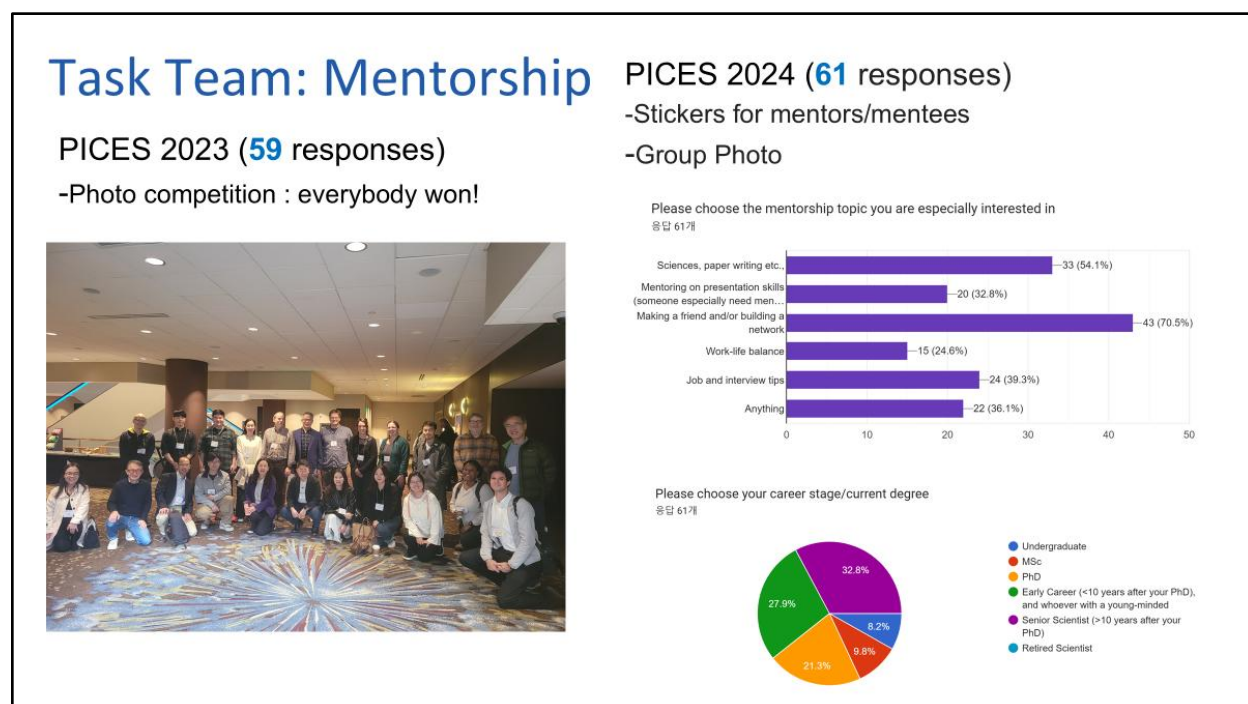 Task Team: Mentorship
PICES 2023 (59 responses)
-Photo competition : everybody won!
PICES 2024 (61 responses)
-Stickers for mentors/mentees
-Group Photo
Please choose the mentorship topic you are especially interested in
응답 61개
Sciences, paper writing etc.,
33 (54.1%)
Mentoring on presentation skills
(someone especially need men…
20 (32.8%)
Making a friend and/or building a
network
43 (70.5%)
Work-life balance
15 (24.6%)
Job and interview tips
24 (39.3%)
Anything
22 (36.1%)
0 10 20 30 40 50
Please choose your career stage/current degree
응답 61개
32.8%
27.9%
8.2%
9.8%
21.3%
Undergraduate
MSc
PhD
Early Career (<10 years after your PhD),
and whoever with a young-minded
Senior Scientist (>10 years after your
PhD)
Retired Scientist